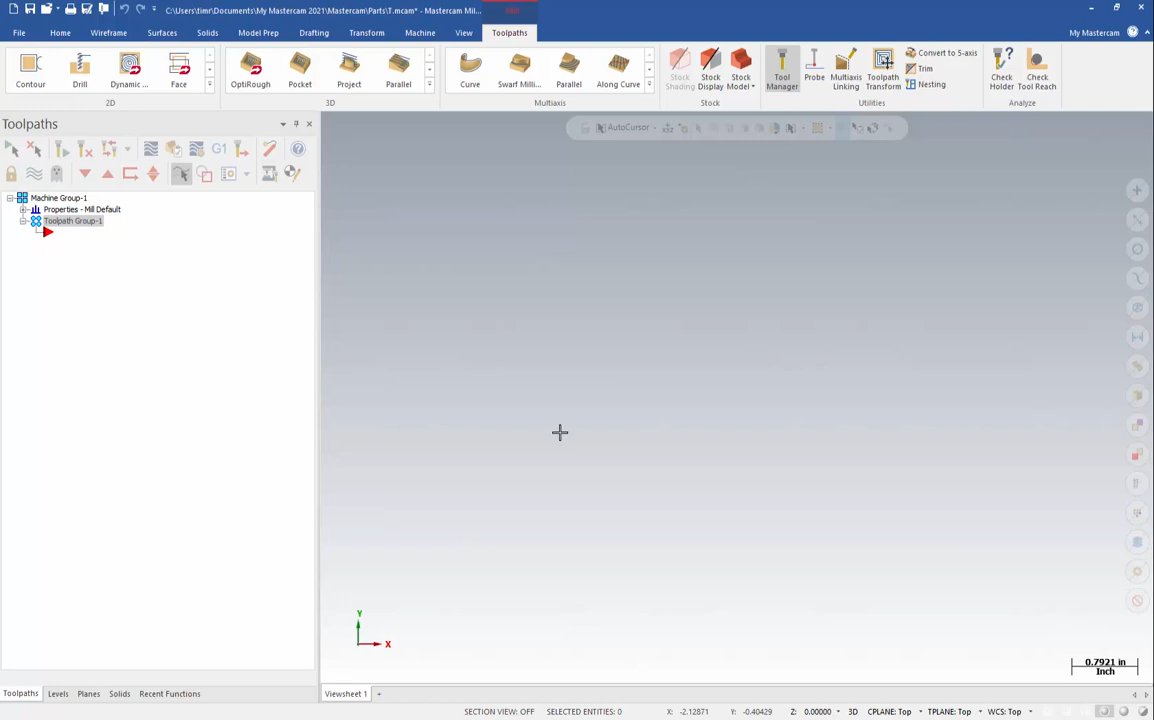 C:\Users\timr\Documents\My Mastercam 2021\Mastercam\Parts\T.mcam* - Mastercam Mil...
File Home Wireframe Surfaces Solids Model Prep Drafting Transform Machine View Toolpaths My Mastercam
Contour Drill Dynamic ... Face
2D
OptiRough Pocket Project Parallel
3D
Curve Swarf Milli... Parallel Along Curve
Multiaxis
Stock Shading
Stock Display
Stock Model
Stock
Tool Manager
Probe
Multiaxis Linking
Toolpath Transform
Convert to 5-axis
Trim
Nesting
Utilities
Check Holder
Check Tool Reach
Analyze
Toolpaths
AutoCursor
G1
Machine Group-1
Properties - Mill Default
Toolpath Group-1
Y
X
0.7921 in
Inch
Toolpaths Levels Planes Solids Recent Functions
Viewsheet 1 +
SECTION VIEW: OFF SELECTED ENTITIES: 0 X: -2.12871 Y: -0.40429 Z: 0.00000 3D CPLANE: Top TPLANE: Top WCS: Top